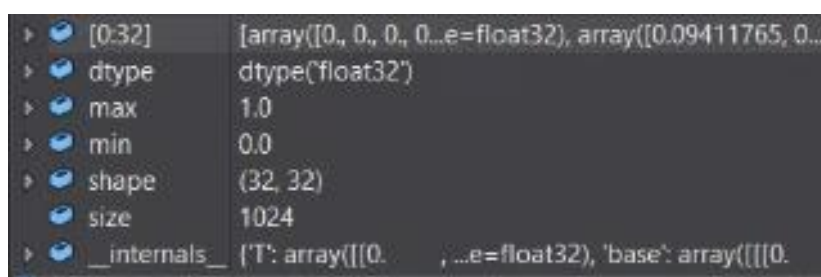 [0:32] [array([0., 0., 0., 0...e=float32), array([0.09411765, 0...
dtype dtype('float32')
max 1.0
min 0.0
shape (32, 32)
size 1024
__internals__ {'T': array([[0.      , ...e=float32), 'base': array([[[0.